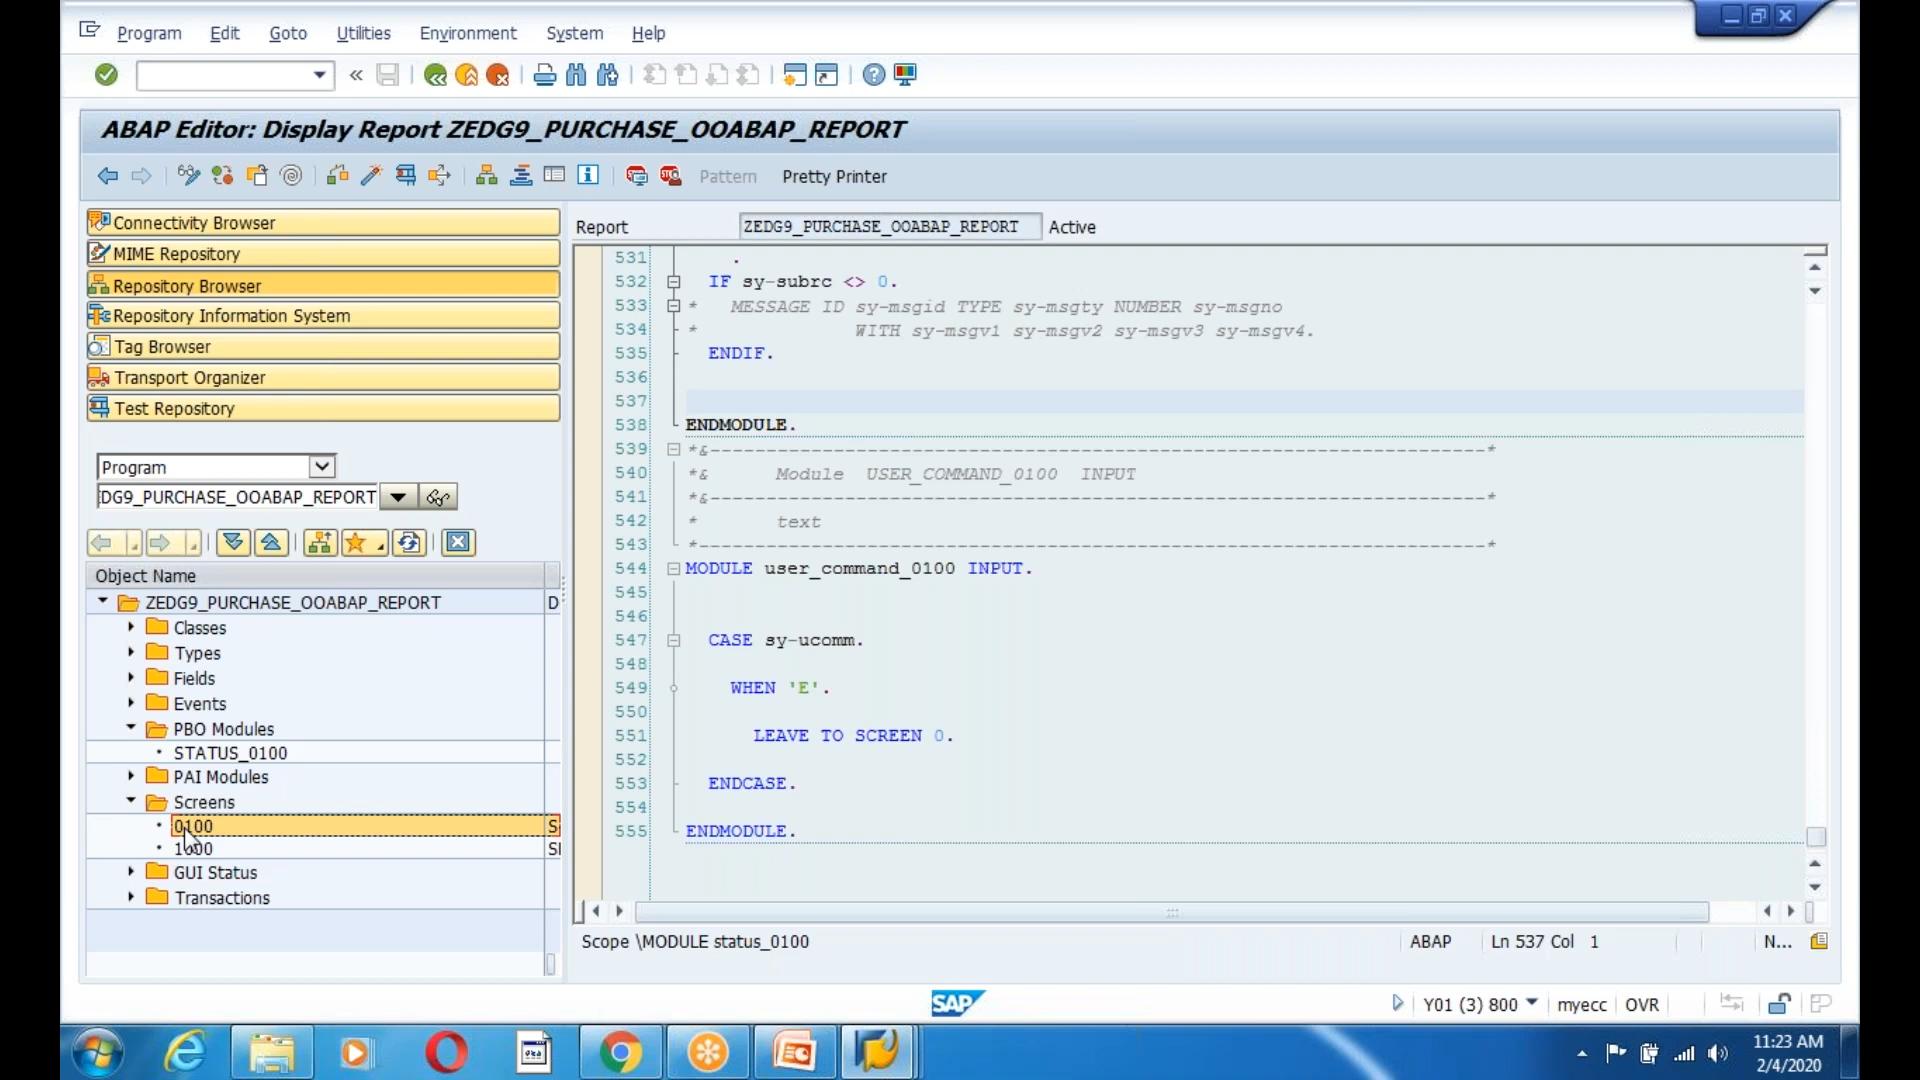 Program Edit Goto Utilities Environment System Help
ABAP Editor: Display Report ZEDG9_PURCHASE_OOABAP_REPORT
Pattern Pretty Printer
Connectivity Browser
MIME Repository
Repository Browser
Repository Information System
Tag Browser
Transport Organizer
Test Repository
Program
DG9_PURCHASE_OOABAP_REPORT
Object Name
ZEDG9_PURCHASE_OOABAP_REPORT D
Classes
Types
Fields
Events
PBO Modules
STATUS_0100
PAI Modules
Screens
0100 S
1000 S
GUI Status
Transactions
Report ZEDG9_PURCHASE_OOABAP_REPORT Active
531 .
532 IF sy-subrc <> 0.
533 * MESSAGE ID sy-msgid TYPE sy-msgty NUMBER sy-msgno
534 * WITH sy-msgv1 sy-msgv2 sy-msgv3 sy-msgv4.
535 ENDIF.
536
537
538 ENDMODULE.
539 *&---------------------------------------------------------------------*
540 *& Module USER_COMMAND_0100 INPUT
541 *&---------------------------------------------------------------------*
542 * text
543 *----------------------------------------------------------------------*
544 MODULE user_command_0100 INPUT.
545
546
547 CASE sy-ucomm.
548
549 WHEN 'E'.
550
551 LEAVE TO SCREEN 0.
552
553 ENDCASE.
554
555 ENDMODULE.
Scope \MODULE status_0100 ABAP Ln 537 Col 1 N...
SAP Y01 (3) 800 myecc OVR
11:23 AM
2/4/2020